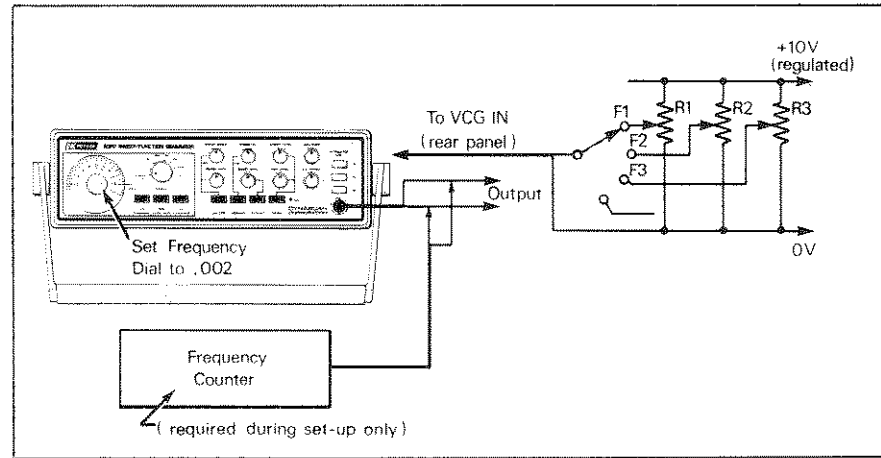 +10V
(regulated)
To VCG IN
(rear panel)
F1
R1
F2
R2
R3
F3
Output
0V
Set Frequency
Dial to .002
Frequency
Counter
( required during set-up only )